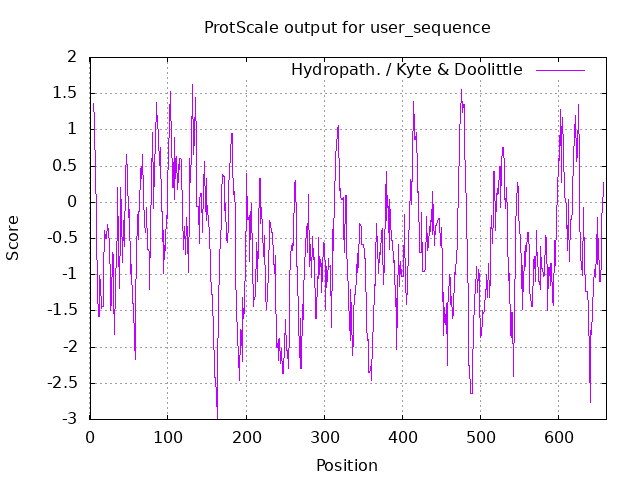 ProtScale output for user_sequence
Hydropath. / Kyte & Doolittle
2
1.5
1
0.5
0
-0.5
-1
-1.5
-2
-2.5
-3
Score
0 100 200 300 400 500 600
Position